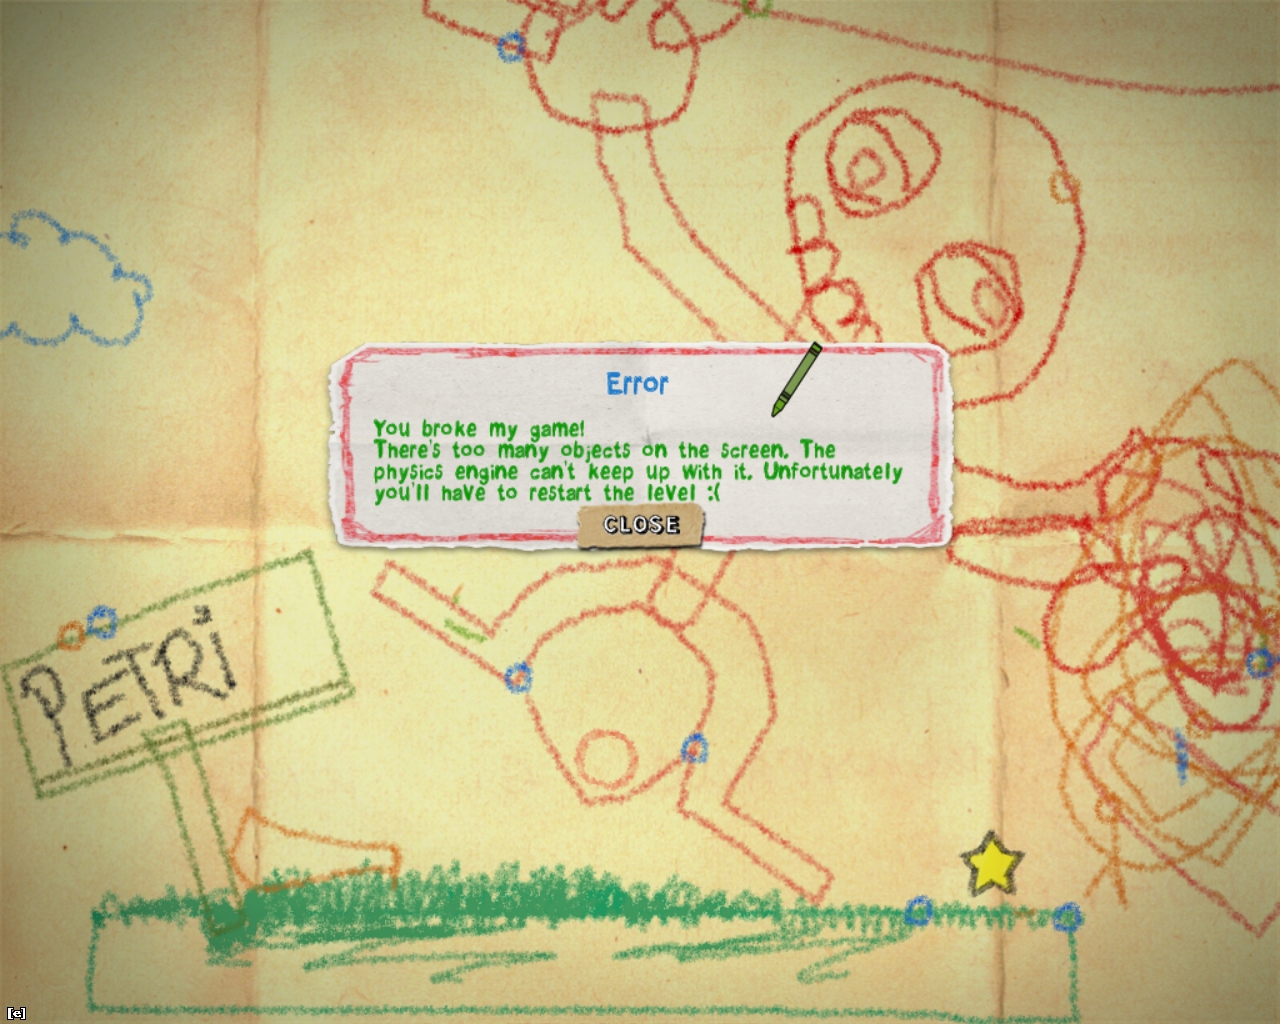 Error
You broke my game!
There's too many objects on the screen. The
physics engine can't keep up with it. Unfortunately
you'll have to restart the level :(
CLOSE
PETRi
[e]